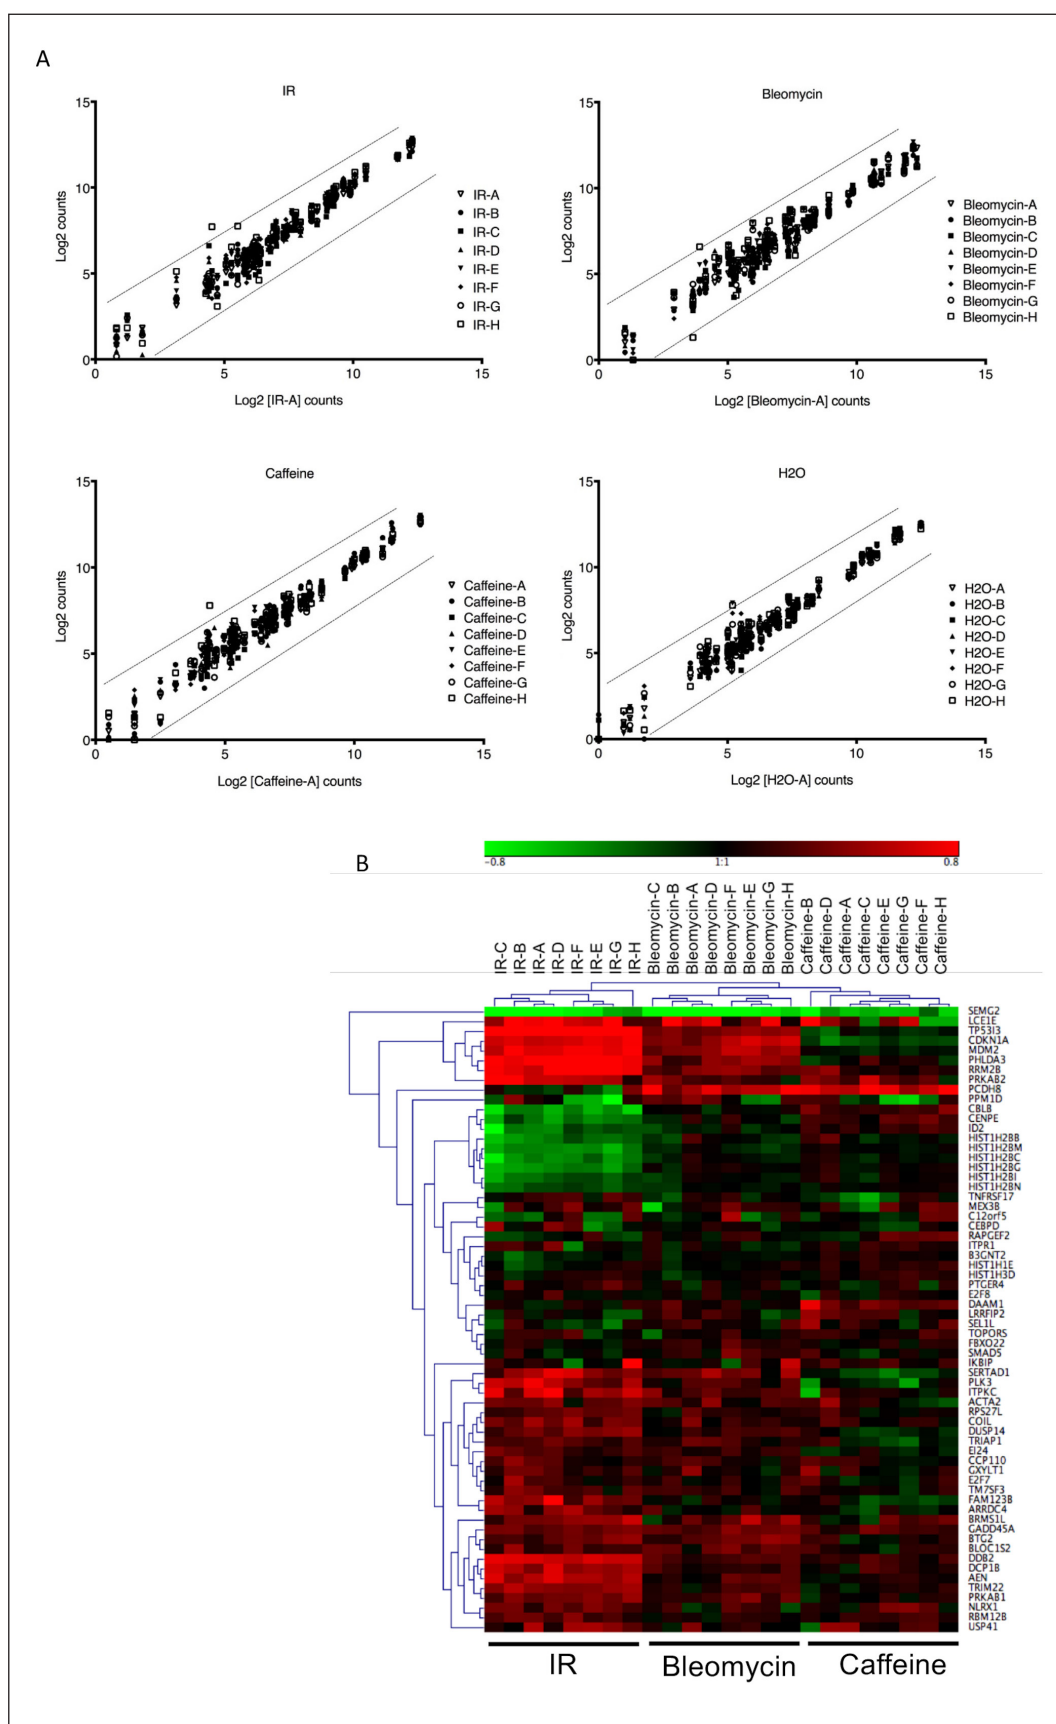 A
IR
15
10
5
0
Log2 counts
0 5 10 15
Log2 [IR-A] counts
IR-A
IR-B
IR-C
IR-D
IR-E
IR-F
IR-G
IR-H
Bleomycin
15
10
5
0
Log2 counts
0 5 10 15
Log2 [Bleomycin-A] counts
Bleomycin-A
Bleomycin-B
Bleomycin-C
Bleomycin-D
Bleomycin-E
Bleomycin-F
Bleomycin-G
Bleomycin-H
Caffeine
15
10
5
0
Log2 counts
0 5 10 15
Log2 [Caffeine-A] counts
Caffeine-A
Caffeine-B
Caffeine-C
Caffeine-D
Caffeine-E
Caffeine-F
Caffeine-G
Caffeine-H
H2O
15
10
5
0
Log2 counts
0 5 10 15
Log2 [H2O-A] counts
H2O-A
H2O-B
H2O-C
H2O-D
H2O-E
H2O-F
H2O-G
H2O-H
B
-0.8 1:1 0.8
IR-C
IR-B
IR-A
IR-D
IR-F
IR-E
IR-G
IR-H
Bleomycin-C
Bleomycin-B
Bleomycin-A
Bleomycin-D
Bleomycin-F
Bleomycin-E
Bleomycin-G
Bleomycin-H
Caffeine-B
Caffeine-D
Caffeine-A
Caffeine-C
Caffeine-E
Caffeine-G
Caffeine-F
Caffeine-H
SEMG2
LCE1E
TP53I3
CDKN1A
MDM2
PHLDA3
RRM2B
PRKAB2
PCDH8
PPM1D
CBLB
CENPE
ID2
HIST1H2BB
HIST1H2BM
HIST1H2BC
HIST1H2BG
HIST1H2BI
HIST1H2BN
TNFRSF17
MEX3B
C12orf5
CEBPD
RAPGEF2
ITPR1
B3GNT2
HIST1H1E
HIST1H3D
PTGER4
E2F8
DAAM1
LRRFIP2
SEL1L
TOPORS
FBXO22
SMAD5
IKBIP
SERTAD1
PLK3
ITPKC
ACTA2
RPS27L
COIL
DUSP14
TRIAP1
EI24
CCP110
GXYLT1
E2F7
TM7SF3
FAM123B
ARRDC4
BRMS1L
GADD45A
BTG2
BLOC1S2
DDB2
DCP1B
AEN
TRIM22
PRKAB1
NLRX1
RBM12B
USP41
IR Bleomycin Caffeine